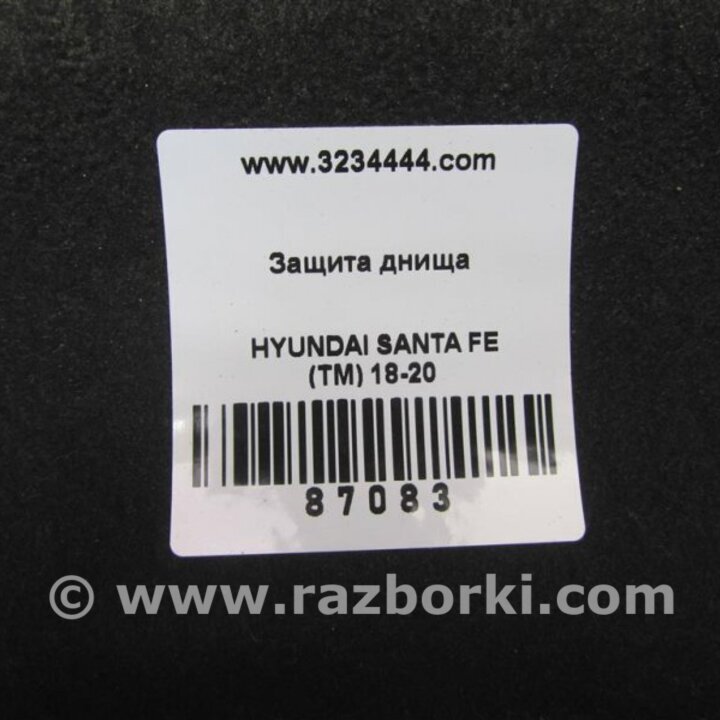 www.3234444.com
Защита днища
HYUNDAI SANTA FE
(TM) 18-20
87083
© www.razborki.com